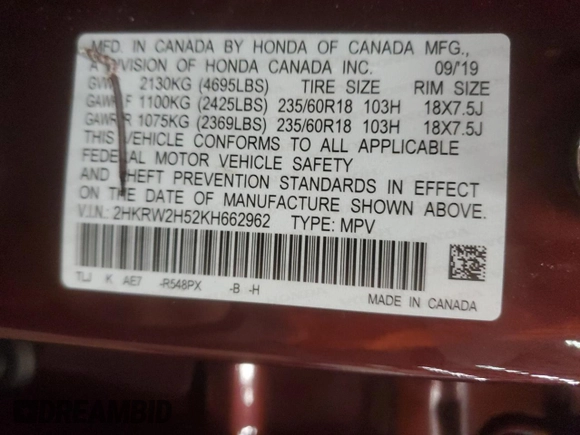 MFD. IN CANADA BY HONDA OF CANADA MFG.,
A DIVISION OF HONDA CANADA INC. 09/'19
2130KG (4695LBS) TIRE SIZE RIM SIZE
F 1100KG (2425LBS) 235/60R18 103H 18X7.5J
GAWR R 1075KG (2369LBS) 235/60R18 103H 18X7.5J
THIS VEHICLE CONFORMS TO ALL APPLICABLE
FEDERAL MOTOR VEHICLE SAFETY
AND THEFT PREVENTION STANDARDS IN EFFECT
ON THE DATE OF MANUFACTURE SHOWN ABOVE.
V.I.N.: 2HKRW2H52KH662962 TYPE: MPV
TLJ K AE7 -R548PX -B -H
MADE IN CANADA
DREAMBID